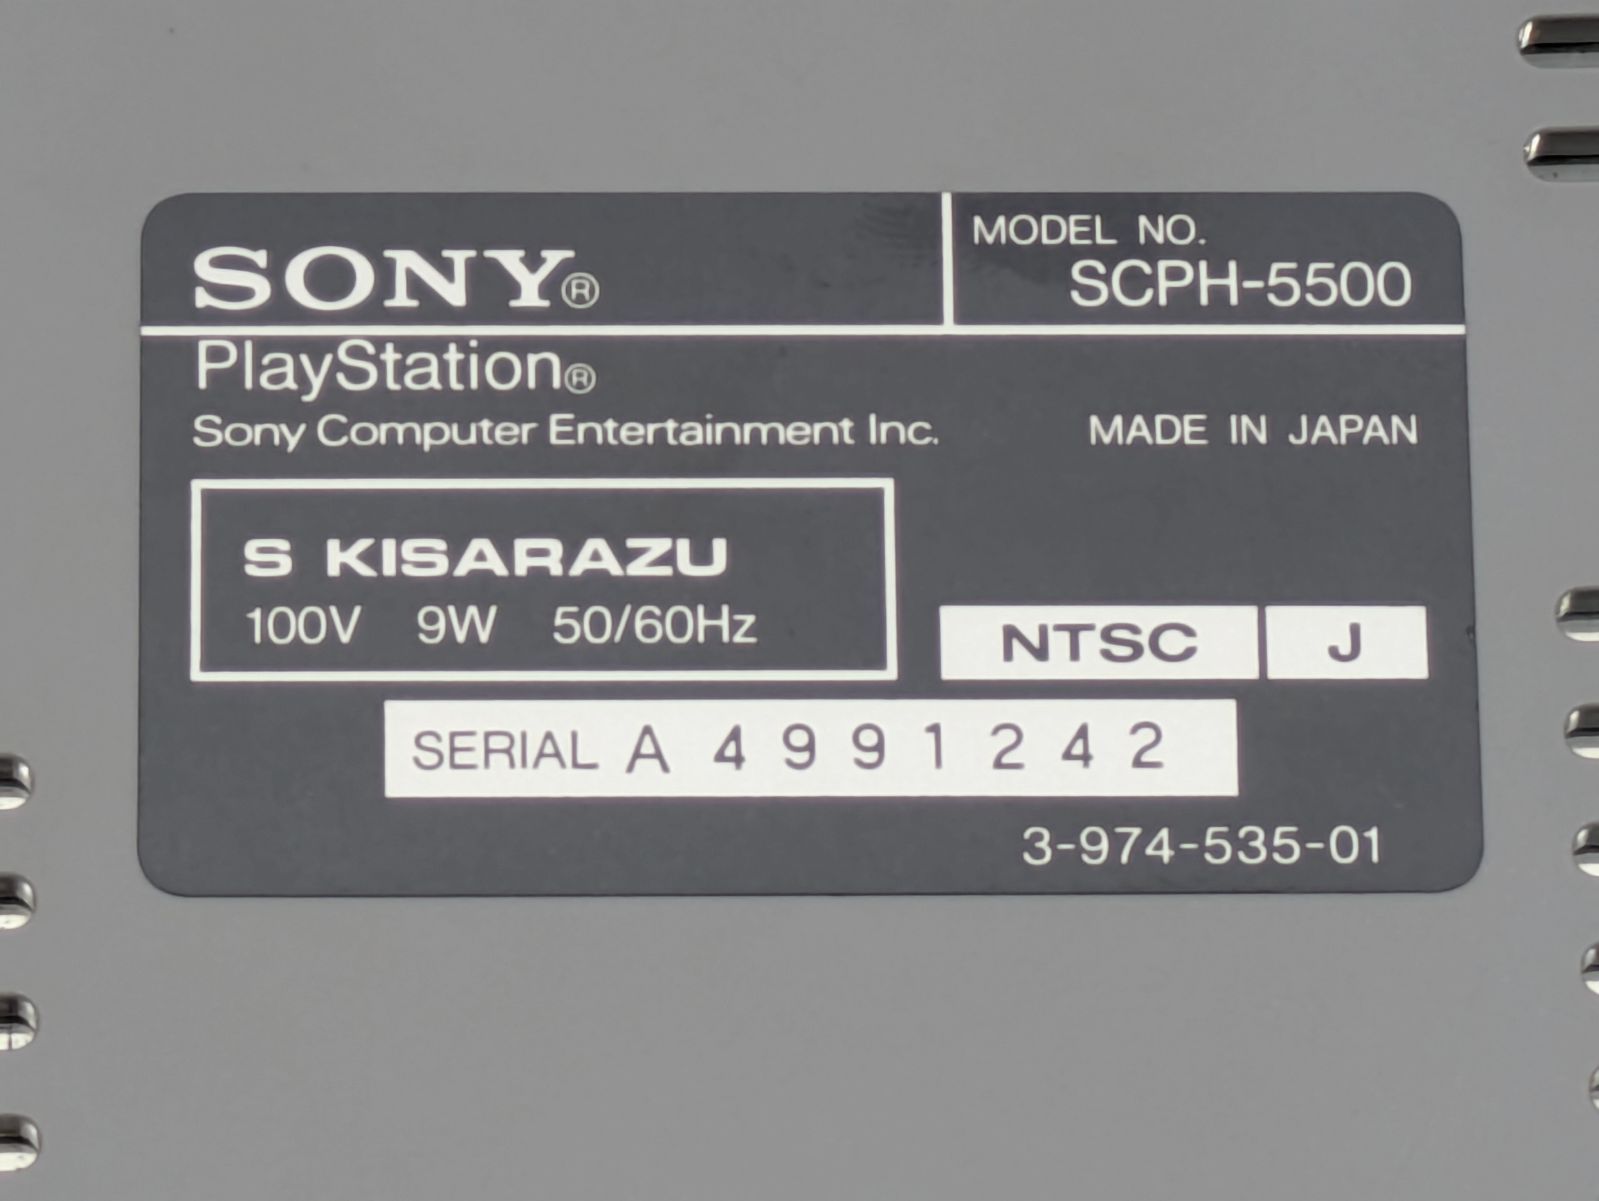 SONY®
MODEL NO.
SCPH-5500
PlayStation®
Sony Computer Entertainment Inc.
MADE IN JAPAN
S KISARAZU
100V 9W 50/60Hz
NTSC J
SERIAL A 4991242
3-974-535-01